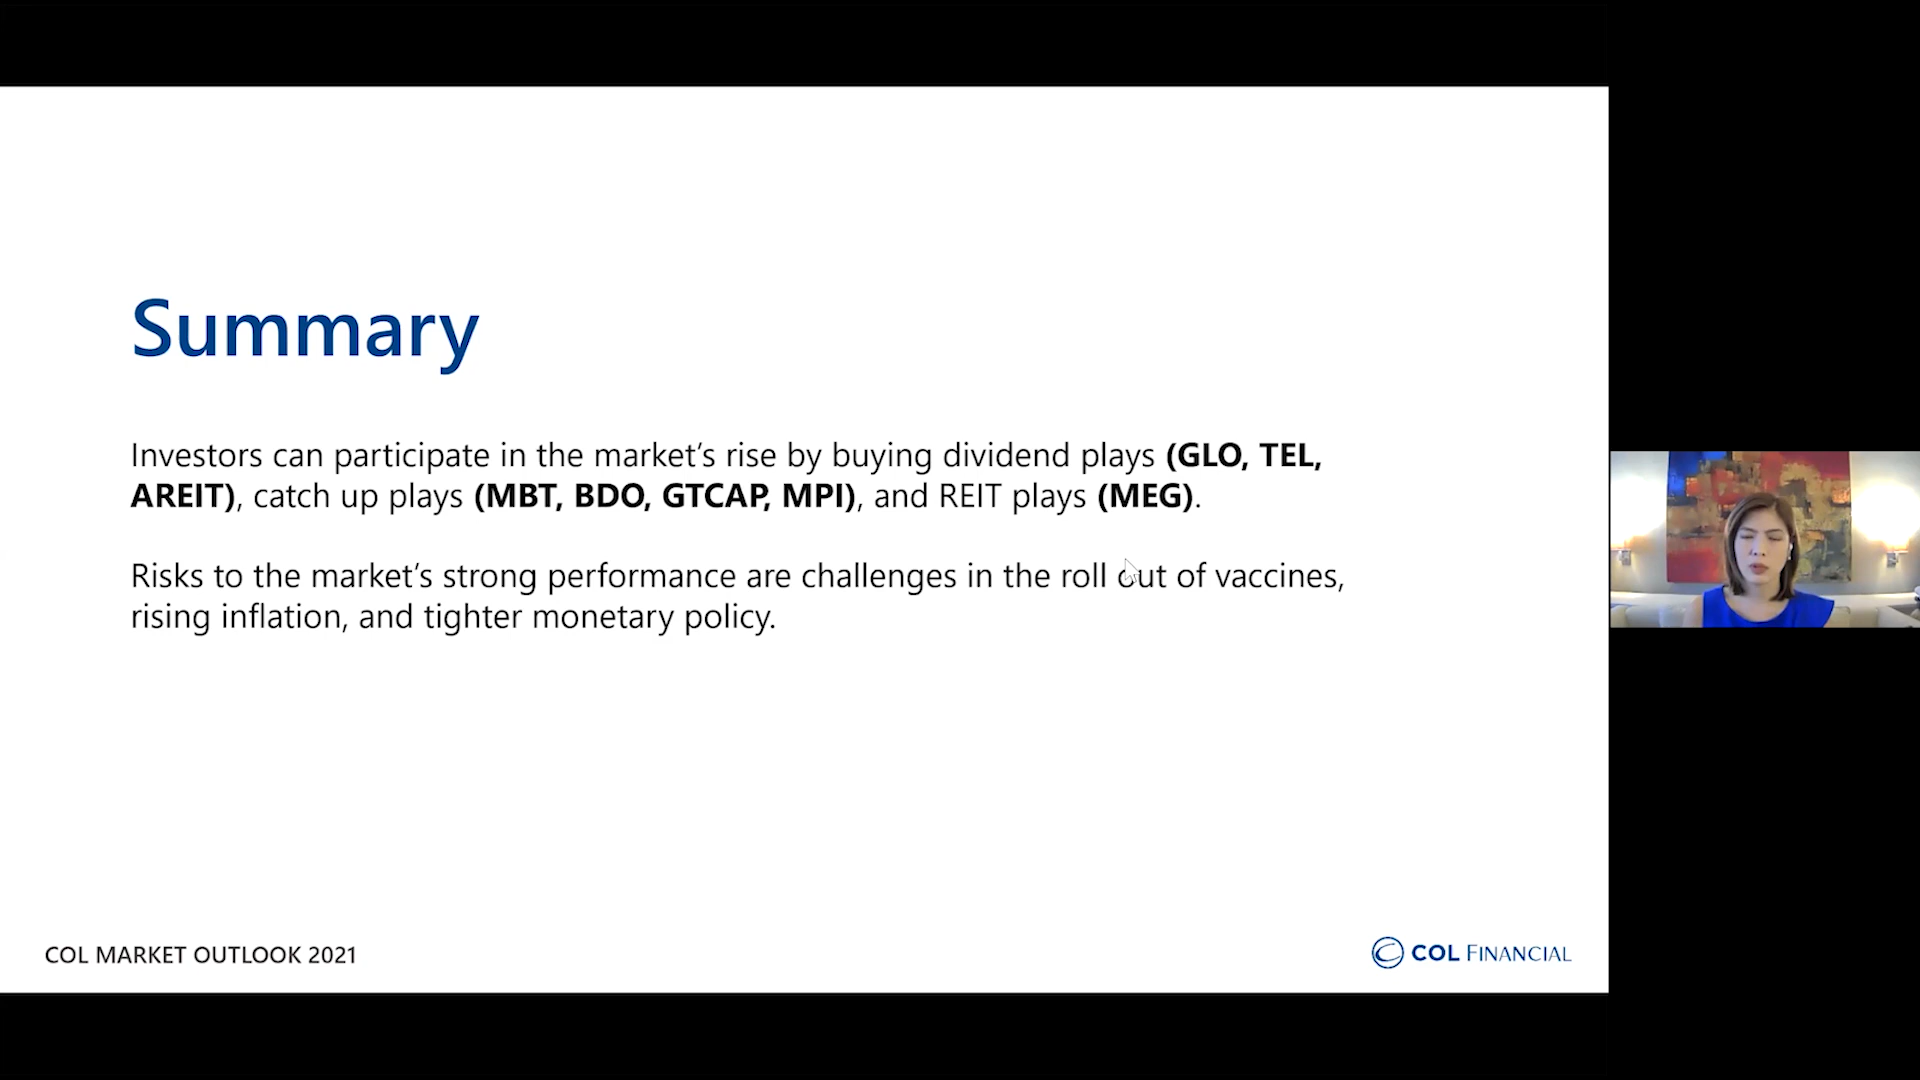 Summary
Investors can participate in the market's rise by buying dividend plays (GLO, TEL,
AREIT), catch up plays (MBT, BDO, GTCAP, MPI), and REIT plays (MEG).
Risks to the market's strong performance are challenges in the roll out of vaccines,
rising inflation, and tighter monetary policy.
COL MARKET OUTLOOK 2021
COL FINANCIAL